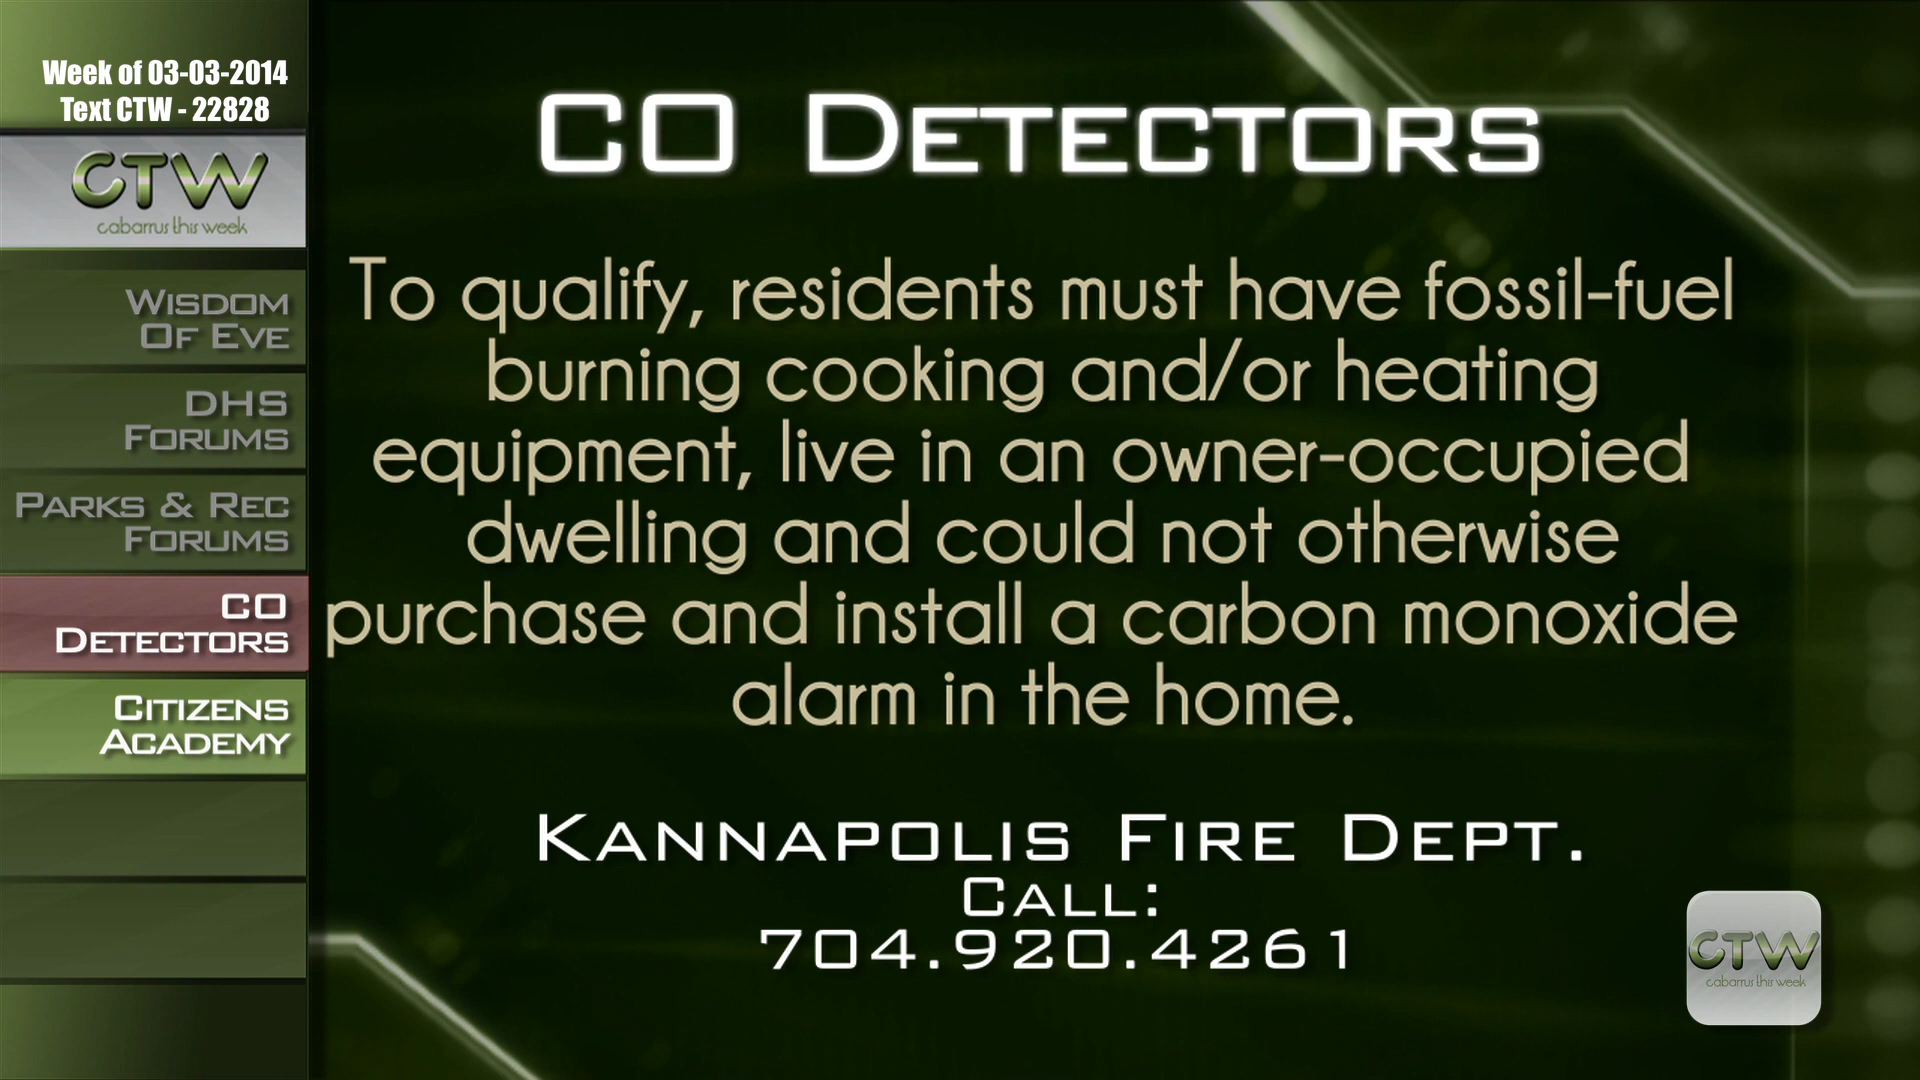 Week of 03-03-2014
Text CTW - 22828
CTW
cabarrus this week
WISDOM
OF EVE
DHS
FORUMS
PARKS & REC
FORUMS
CO
DETECTORS
CITIZENS
ACADEMY
CO DETECTORS
To qualify, residents must have fossil-fuel
burning cooking and/or heating
equipment, live in an owner-occupied
dwelling and could not otherwise
purchase and install a carbon monoxide
alarm in the home.
KANNAPOLIS FIRE DEPT.
CALL:
704.920.4261
CTW
cabarrus this week